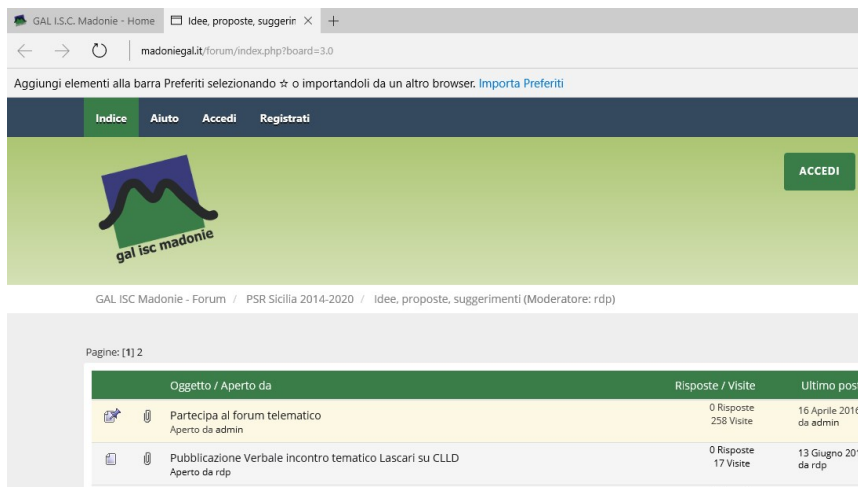 GAL I.S.C. Madonie - Home
Idee, proposte, suggerin
madoniegal.it/forum/index.php?board=3.0
Aggiungi elementi alla barra Preferiti selezionando ☆ o importandoli da un altro browser. Importa Preferiti
Indice Aiuto Accedi Registrati
ACCEDI
gal isc madonie
GAL ISC Madonie - Forum / PSR Sicilia 2014-2020 / Idee, proposte, suggerimenti (Moderatore: rdp)
Pagine: [1] 2
Oggetto / Aperto da Risposte / Visite Ultimo pos
Partecipa al forum telematico
Aperto da admin
0 Risposte
258 Visite
16 Aprile 2016
da admin
Pubblicazione Verbale incontro tematico Lascari su CLLD
Aperto da rdp
0 Risposte
17 Visite
13 Giugno 20
da rdp